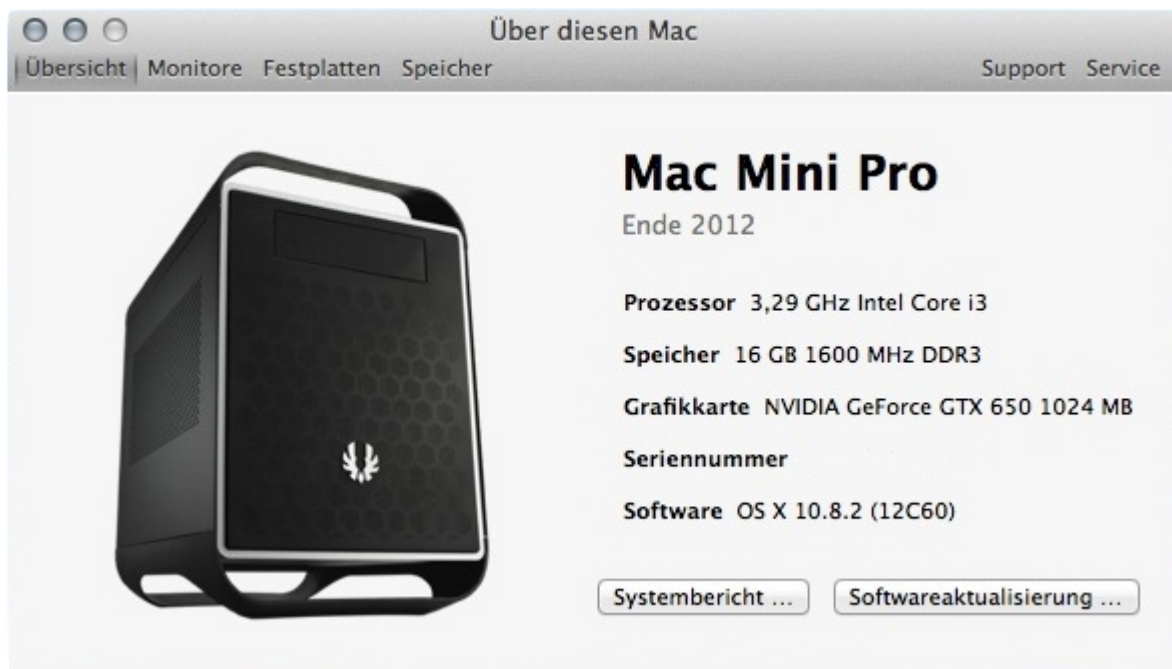 Über diesen Mac
Übersicht Monitore Festplatten Speicher Support Service
Mac Mini Pro
Ende 2012
Prozessor 3,29 GHz Intel Core i3
Speicher 16 GB 1600 MHz DDR3
Grafikkarte NVIDIA GeForce GTX 650 1024 MB
Seriennummer
Software OS X 10.8.2 (12C60)
Systembericht ... Softwareaktualisierung ...